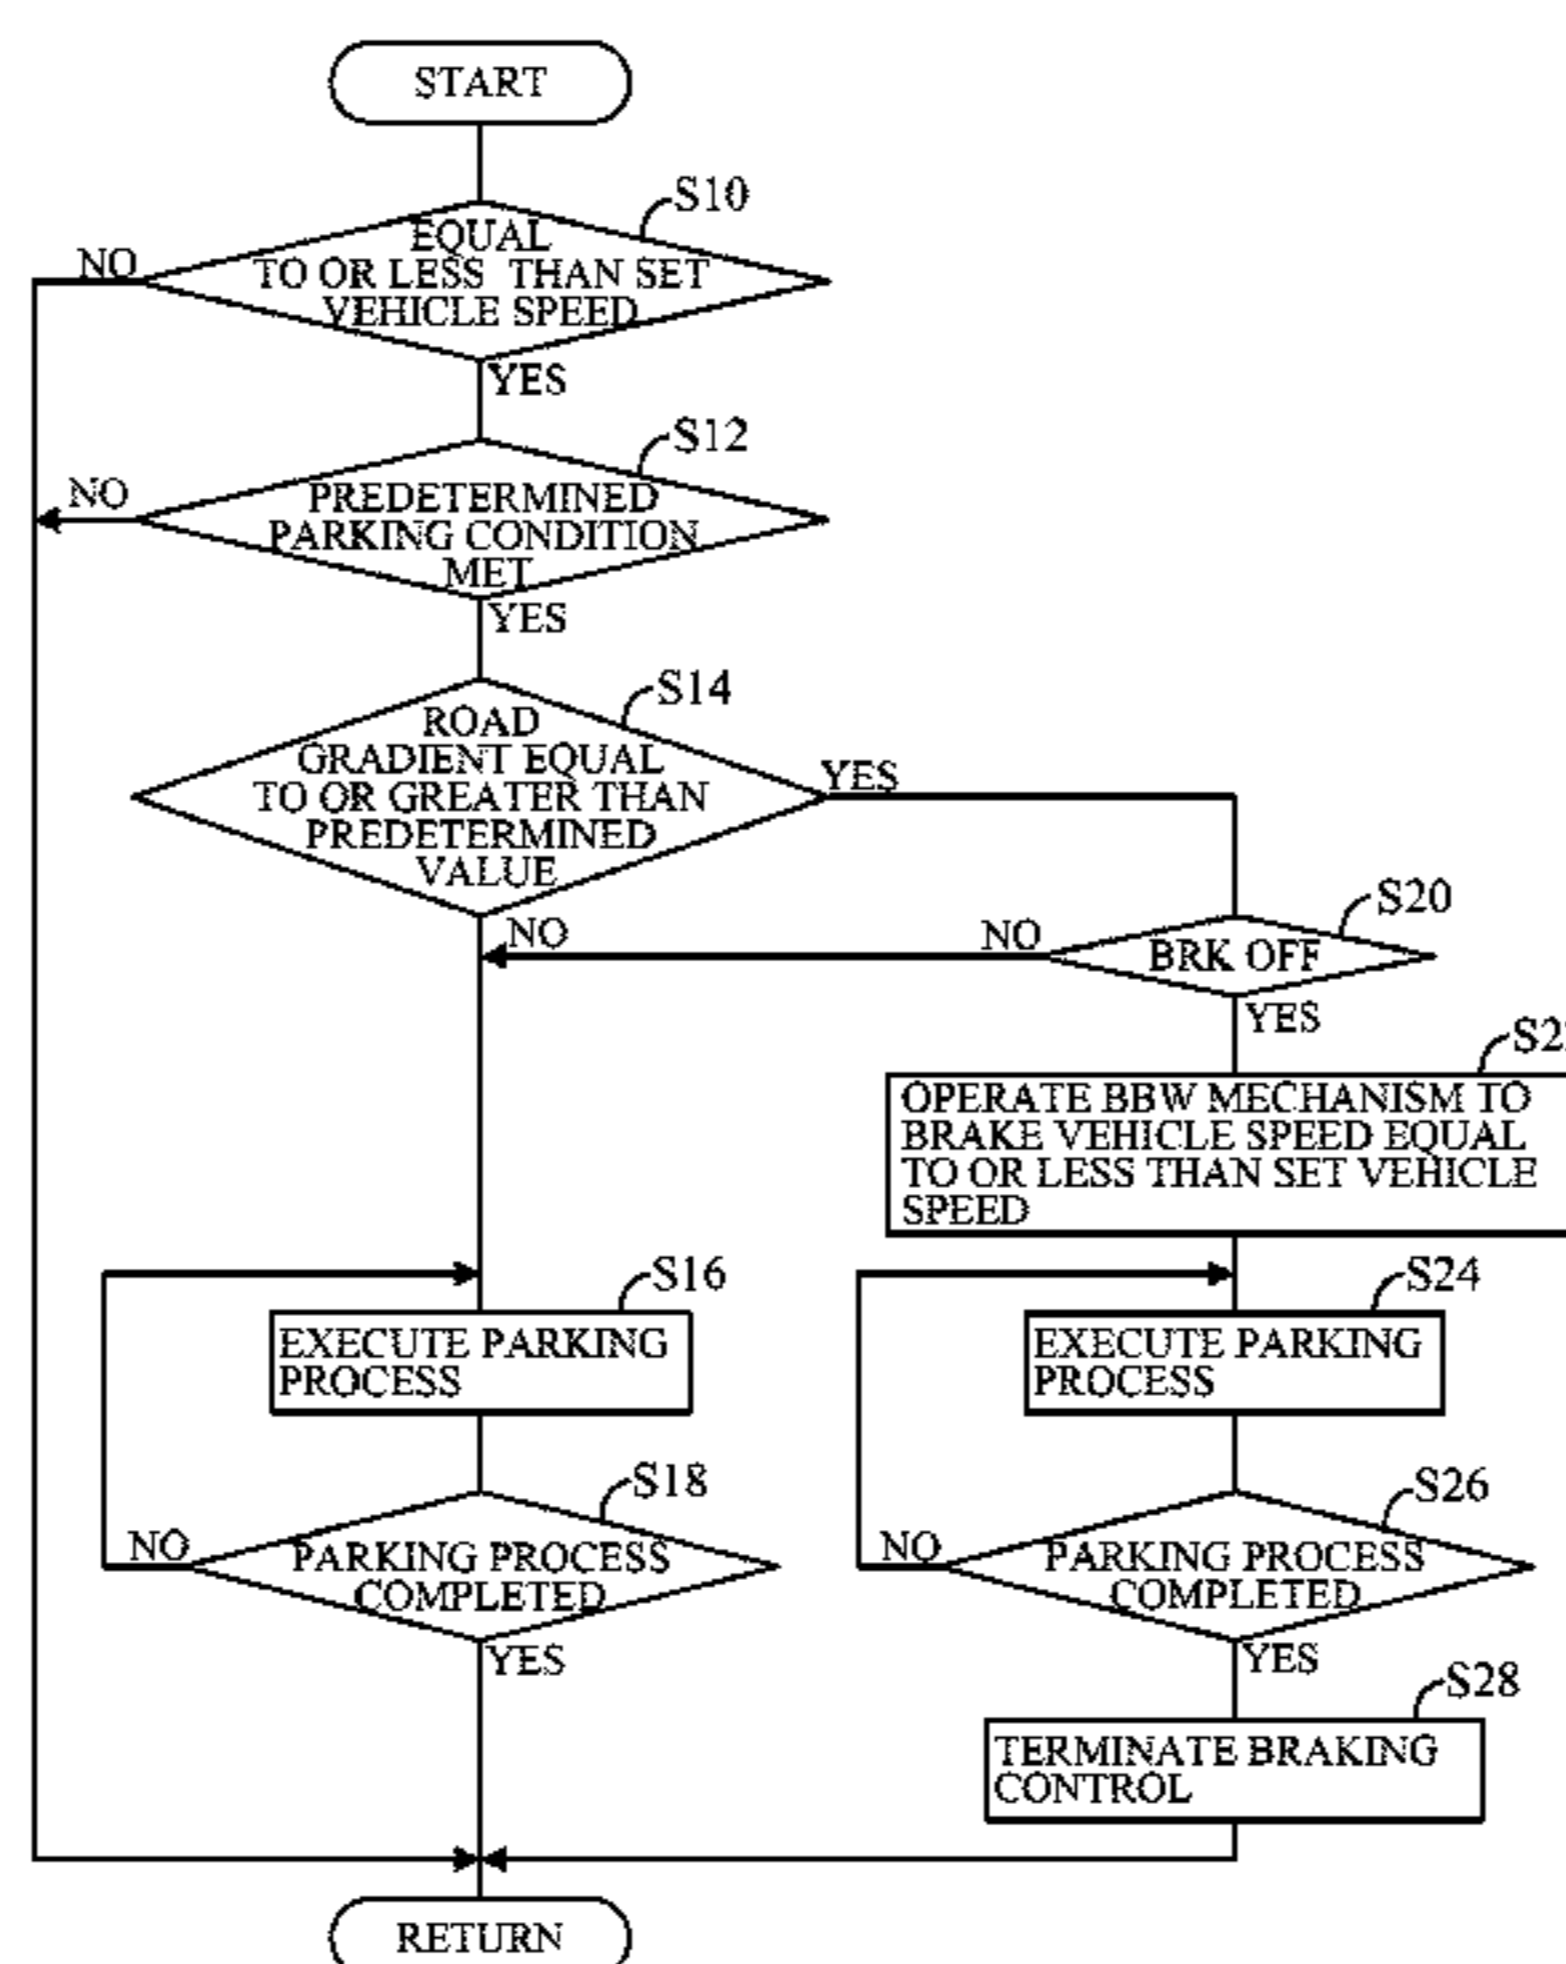 START
S10
EQUAL
TO OR LESS THAN SET
VEHICLE SPEED
NO
YES
S12
PREDETERMINED
PARKING CONDITION
MET
NO
YES
S14
ROAD
GRADIENT EQUAL
TO OR GREATER THAN
PREDETERMINED
VALUE
YES
NO
S20
BRK OFF
NO
YES
OPERATE BBW MECHANISM TO
BRAKE VEHICLE SPEED EQUAL
TO OR LESS THAN SET VEHICLE
SPEED
S16
EXECUTE PARKING
PROCESS
S24
EXECUTE PARKING
PROCESS
S18
PARKING PROCESS
COMPLETED
NO
YES
S26
PARKING PROCESS
COMPLETED
NO
YES
S28
TERMINATE BRAKING
CONTROL
RETURN